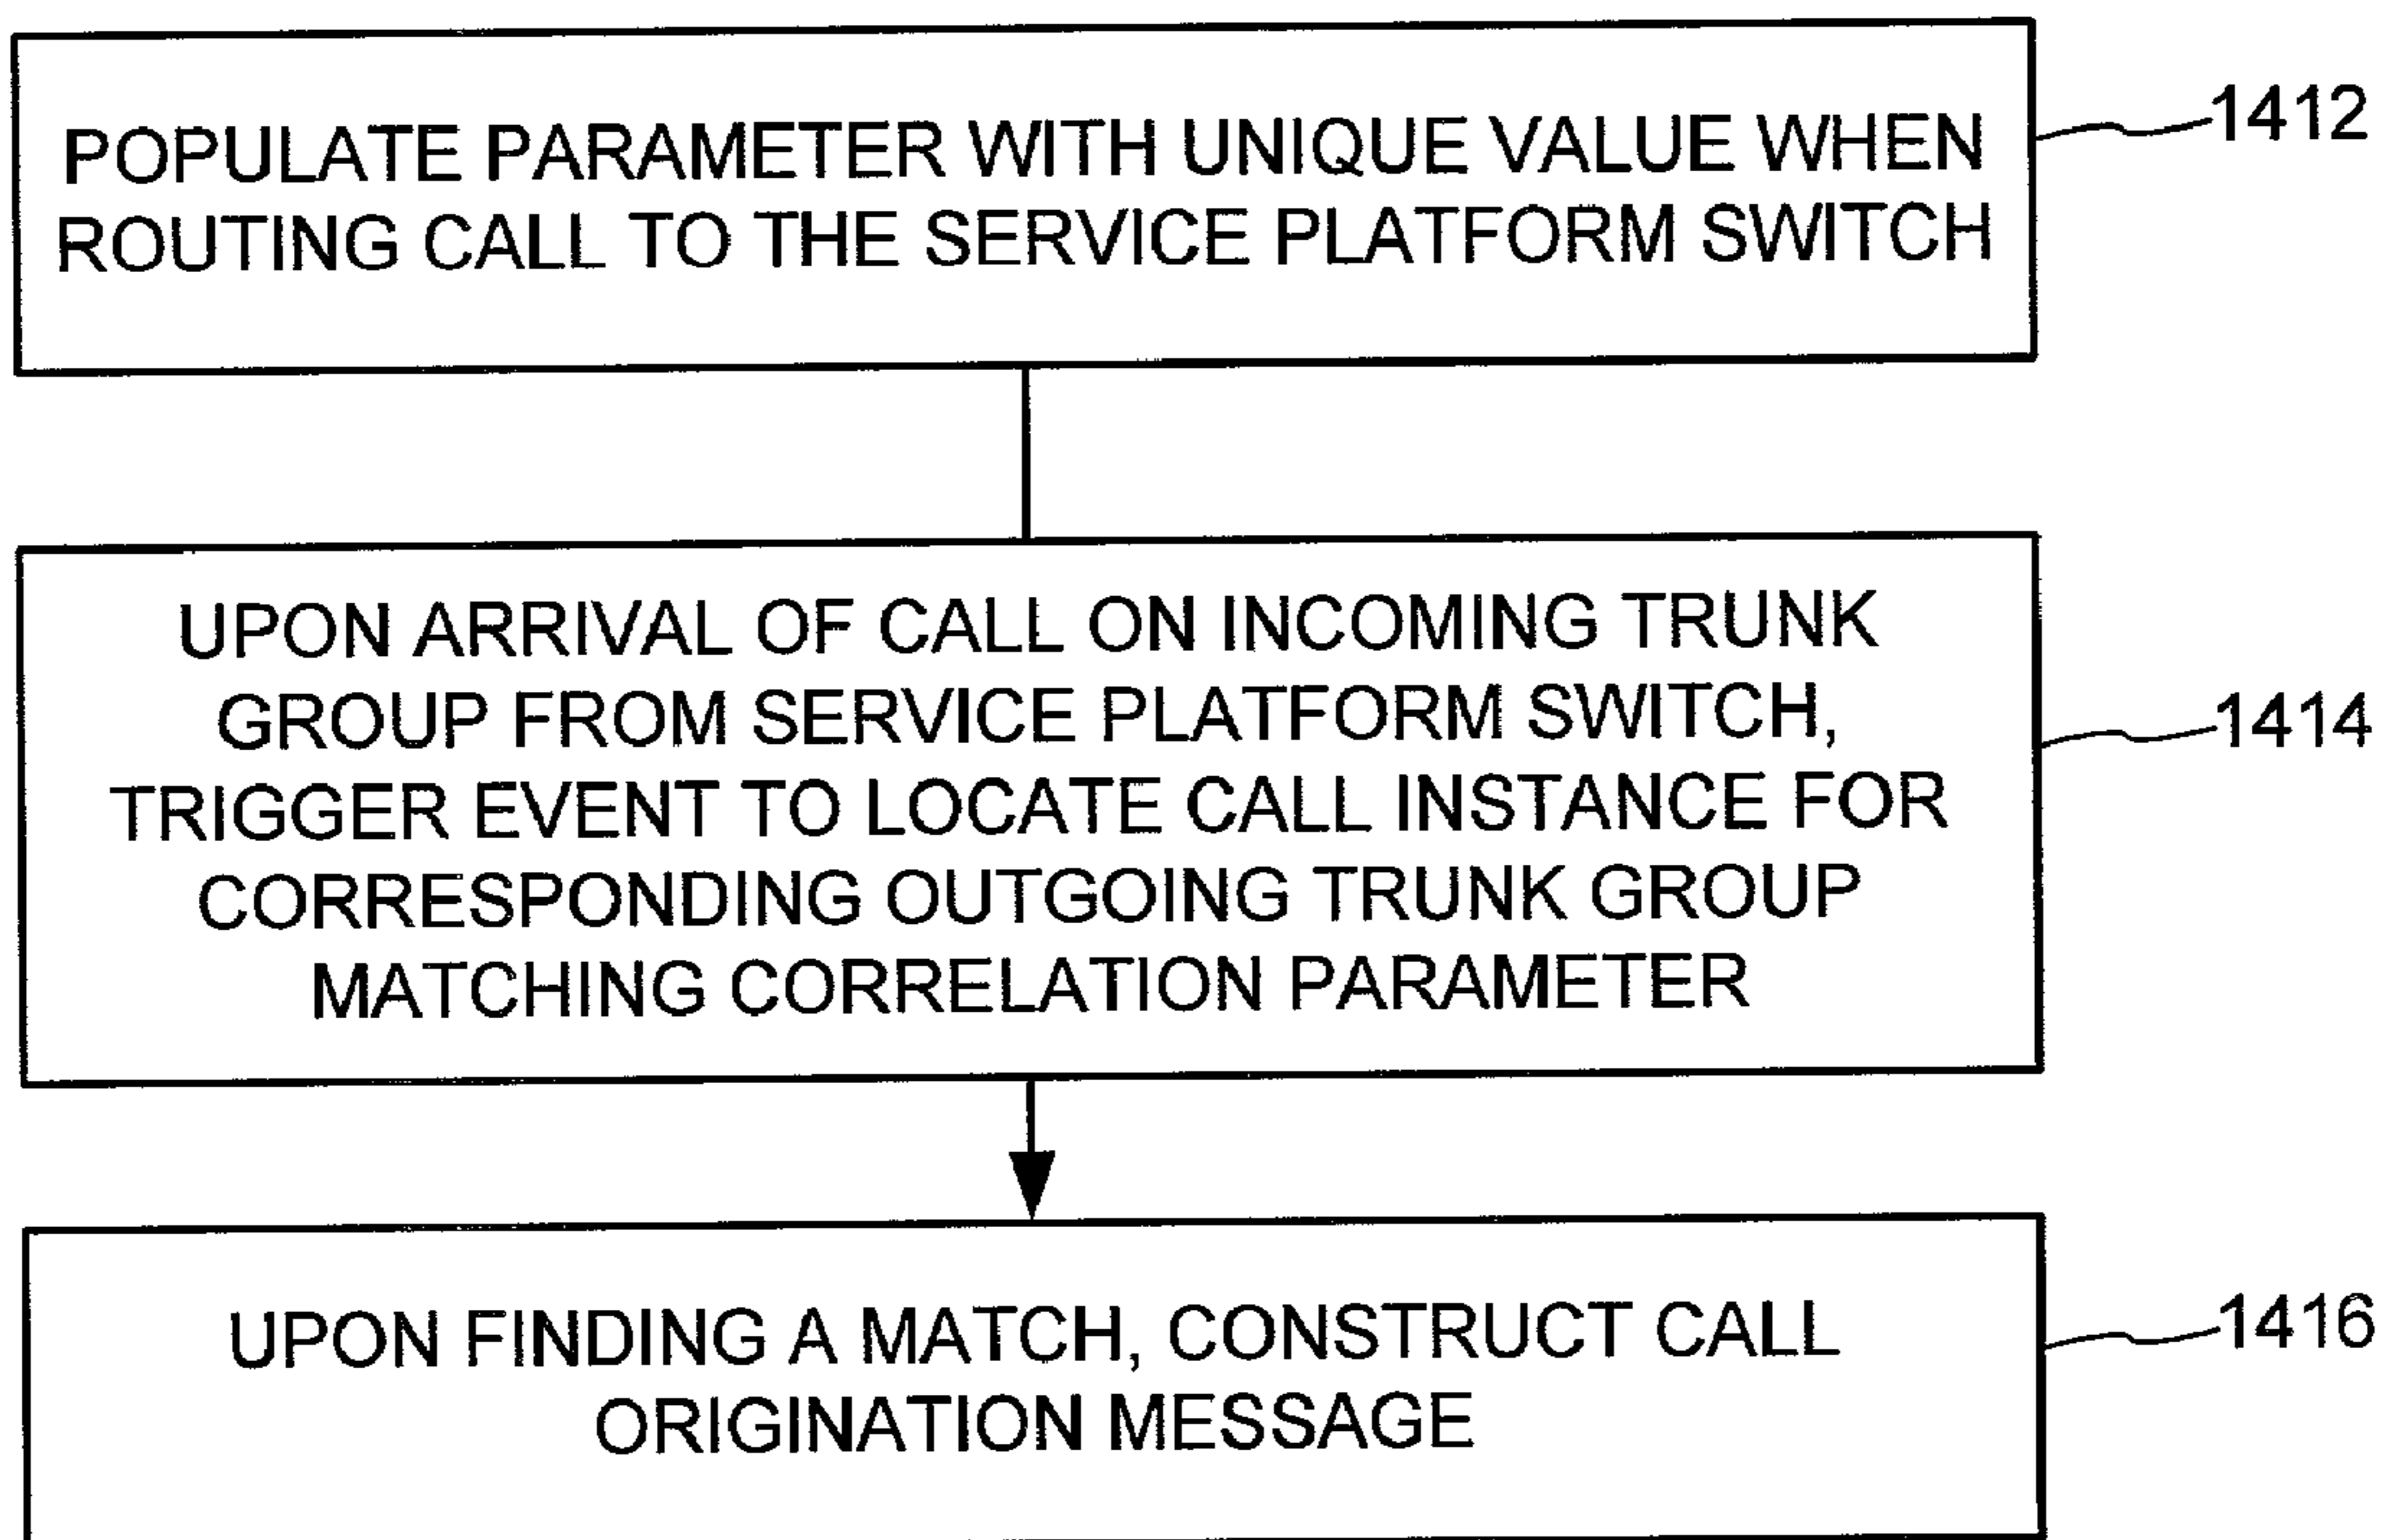 POPULATE PARAMETER WITH UNIQUE VALUE WHEN
ROUTING CALL TO THE SERVICE PLATFORM SWITCH
1412
UPON ARRIVAL OF CALL ON INCOMING TRUNK
GROUP FROM SERVICE PLATFORM SWITCH,
TRIGGER EVENT TO LOCATE CALL INSTANCE FOR
CORRESPONDING OUTGOING TRUNK GROUP
MATCHING CORRELATION PARAMETER
1414
UPON FINDING A MATCH, CONSTRUCT CALL
ORIGINATION MESSAGE
1416